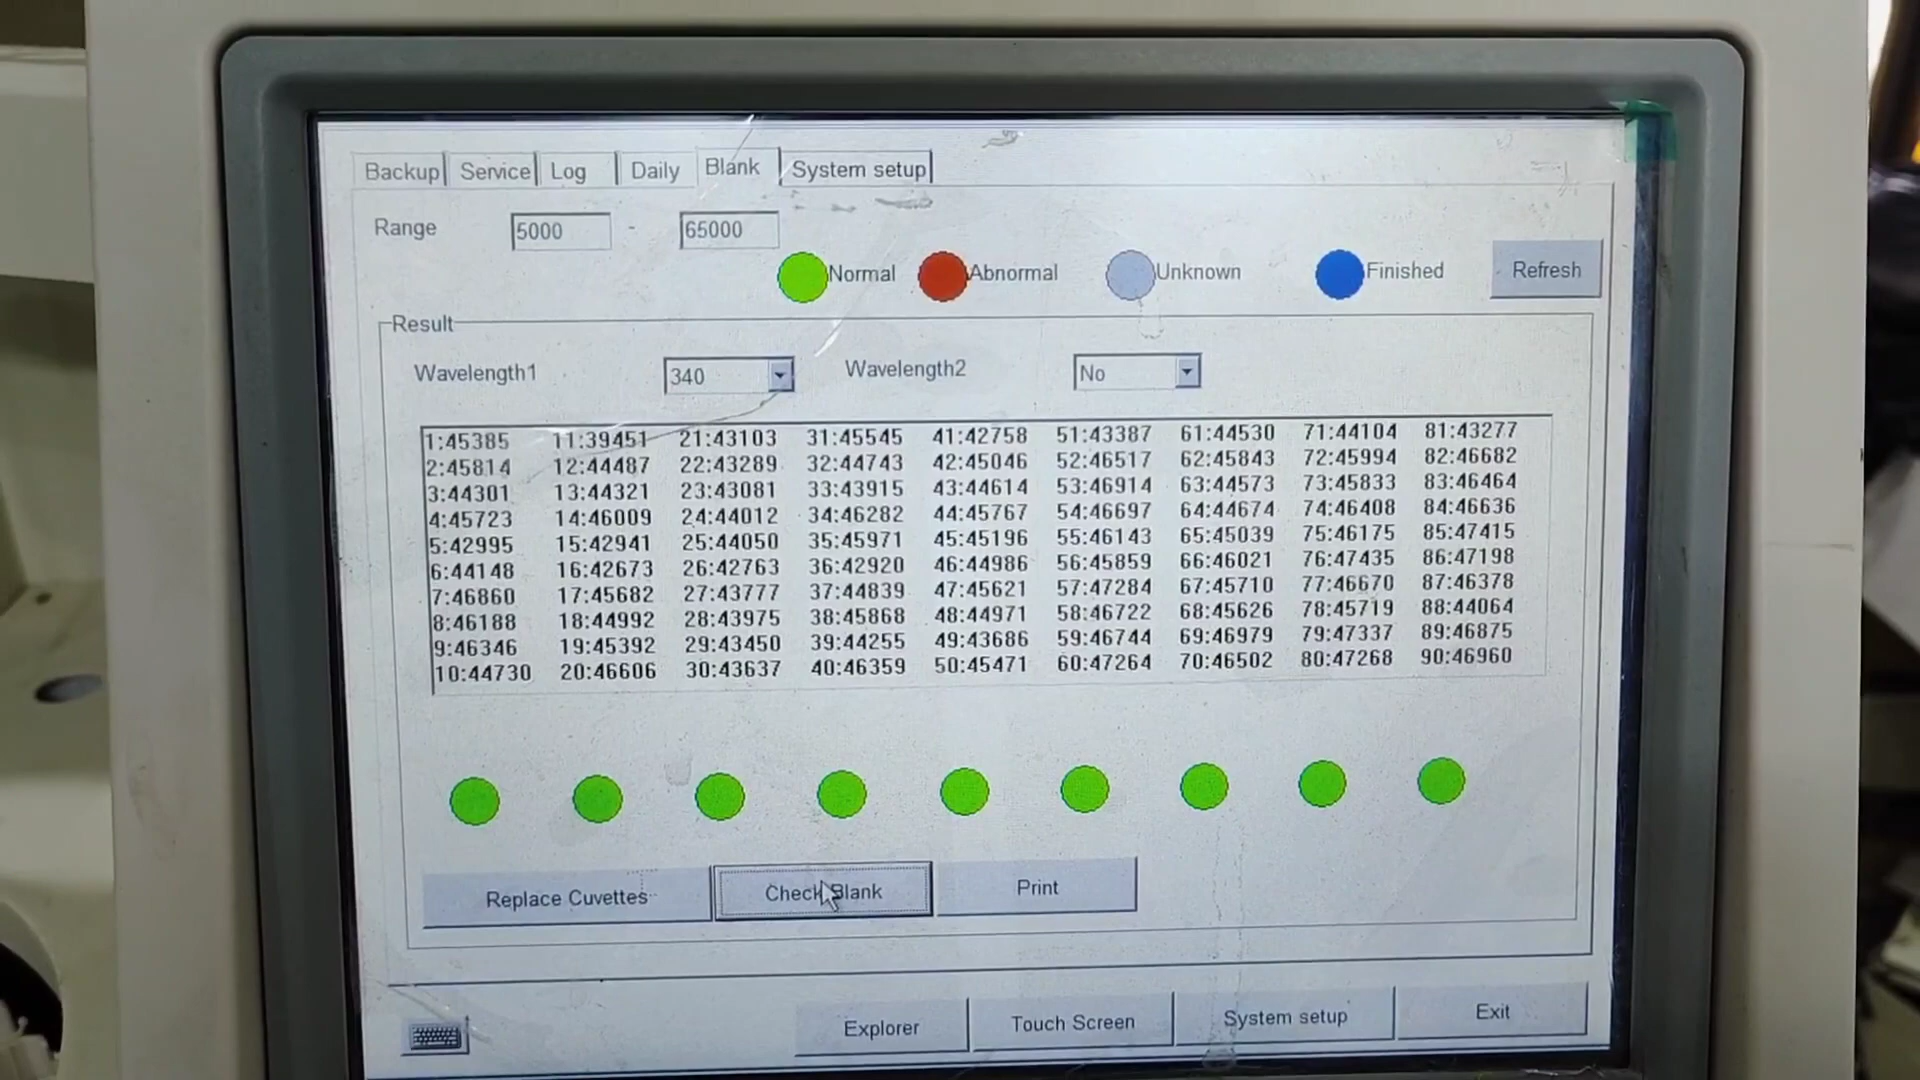 Backup Service Log Daily Blank System setup
Range 5000 - 65000
Normal Abnormal Unknown Finished Refresh
Result
Wavelength1 340 Wavelength2 No
1:45385 11:39451 21:43103 31:45545 41:42758 51:43387 61:44530 71:44104 81:43277
2:45814 12:44487 22:43289 32:44743 42:45046 52:46517 62:45843 72:45994 82:46682
3:44301 13:44321 23:43081 33:43915 43:44614 53:46914 63:44573 73:45833 83:46464
4:45723 14:46009 24:44012 34:46282 44:45767 54:46697 64:44674 74:46408 84:46636
5:42995 15:42941 25:44050 35:45971 45:45196 55:46143 65:45039 75:46175 85:47415
6:44148 16:42673 26:42763 36:42920 46:44986 56:45859 66:46021 76:47435 86:47198
7:46860 17:45682 27:43777 37:44839 47:45621 57:47284 67:45710 77:46670 87:46378
8:46188 18:44992 28:43975 38:45868 48:44971 58:46722 68:45626 78:45719 88:44064
9:46346 19:45392 29:43450 39:44255 49:43686 59:46744 69:46979 79:47337 89:46875
10:44730 20:46606 30:43637 40:46359 50:45471 60:47264 70:46502 80:47268 90:46960
Replace Cuvettes Check Blank Print
Explorer Touch Screen System setup Exit